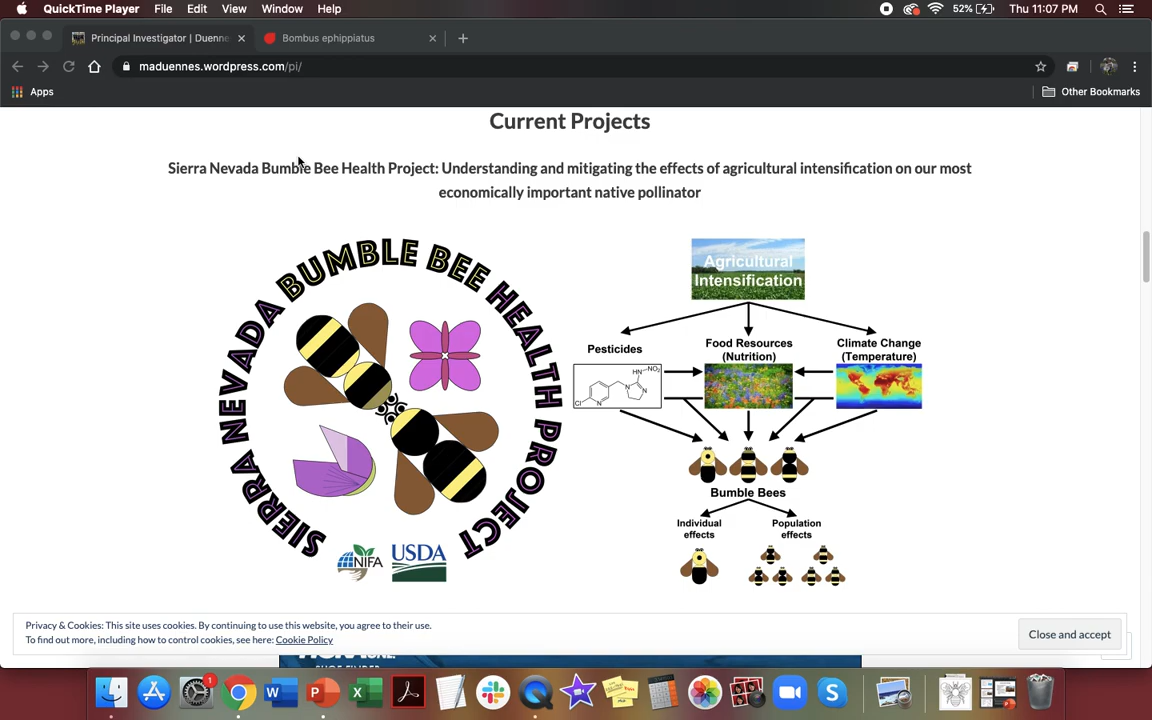 QuickTime Player File Edit View Window Help 52% Thu 11:07 PM
Principal Investigator | Duenne Bombus ephippiatus
maduennes.wordpress.com/pi/
Apps Other Bookmarks
Current Projects
Sierra Nevada Bumble Bee Health Project: Understanding and mitigating the effects of agricultural intensification on our most
economically important native pollinator
SIERRA NEVADA BUMBLE BEE HEALTH PROJECT
NIFA USDA
Agricultural
Intensification
Pesticides
Food Resources
(Nutrition)
Climate Change
(Temperature)
HN NO2
N
N
Cl
N
Bumble Bees
Individual
effects
Population
effects
Privacy & Cookies: This site uses cookies. By continuing to use this website, you agree to their use.
To find out more, including how to control cookies, see here: Cookie Policy
Close and accept
1